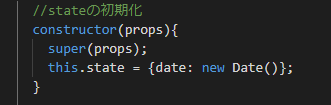 //stateの初期化
constructor(props){
super(props);
this.state = {date: new Date()};
}